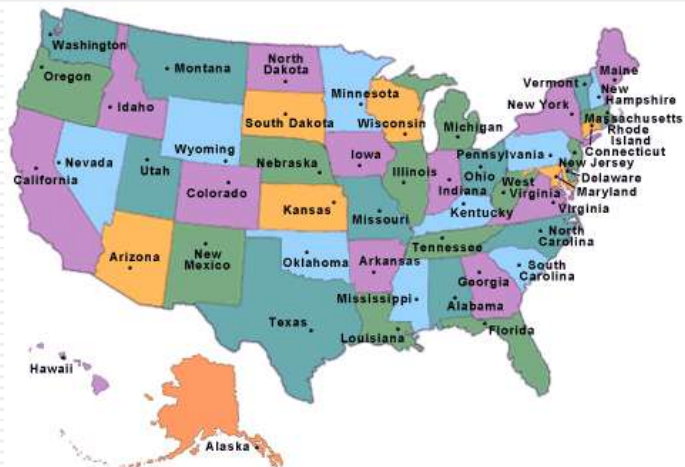 Washington
Oregon
Idaho
Montana
North
Dakota
Minnesota
South Dakota
Wisconsin
Michigan
Vermont
Maine
New
Hampshire
New York
Massachusetts
Rhode
Island
Connecticut
Pennsylvania
New Jersey
Delaware
Maryland
West
Virginia
Virginia
Wyoming
Nebraska
Iowa
Illinois
Indiana
Ohio
Nevada
Utah
Colorado
California
Kansas
Missouri
Kentucky
North
Carolina
Tennessee
Arizona
New
Mexico
Oklahoma
Arkansas
South
Carolina
Georgia
Mississippi
Alabama
Texas
Louisiana
Florida
Hawaii
Alaska